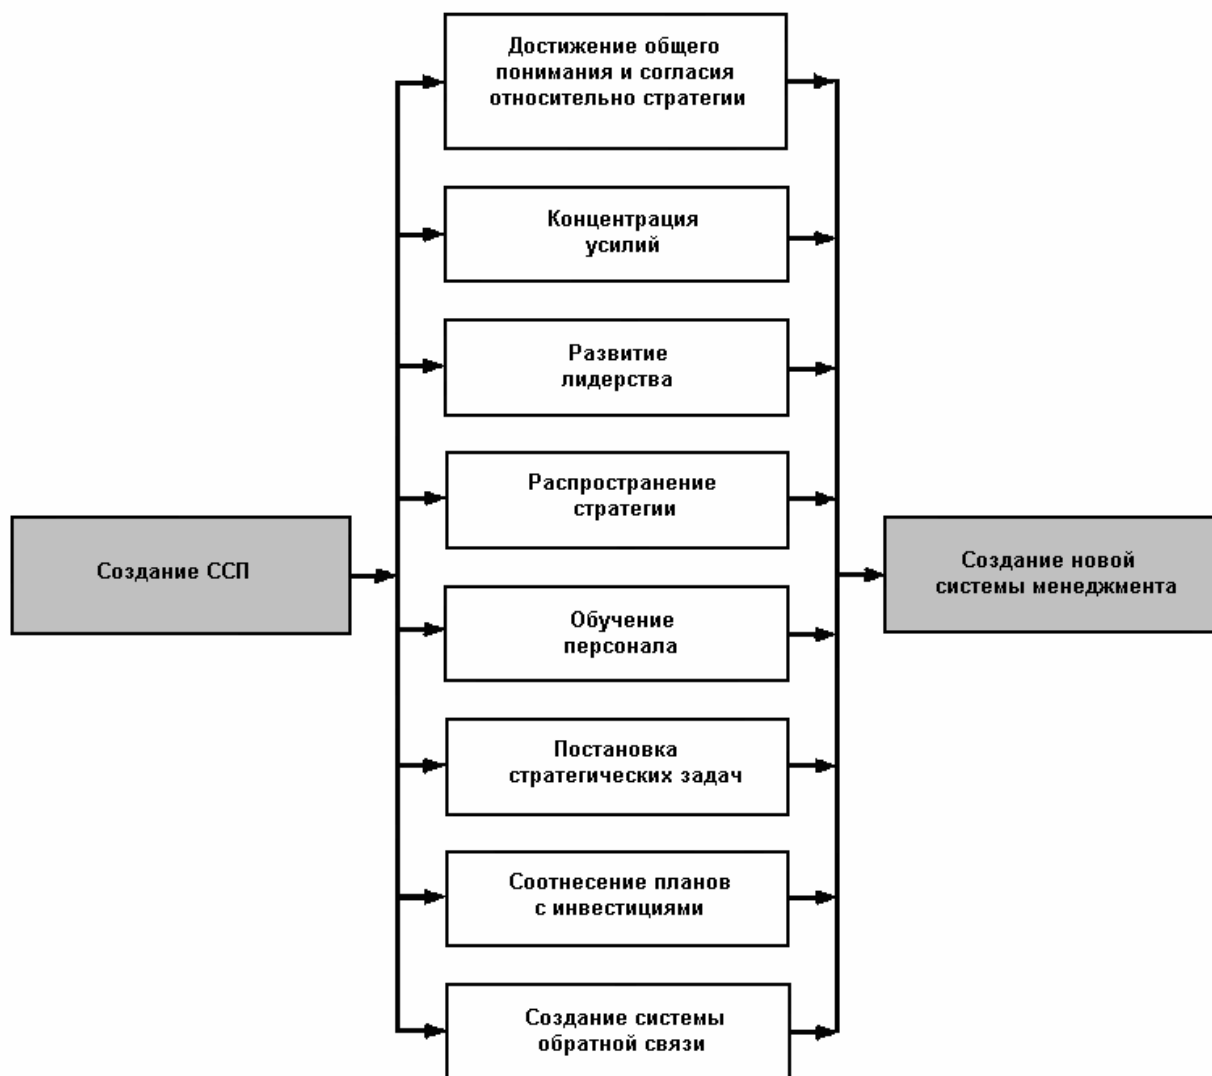 Достижение общего
понимания и согласия
относительно стратегии
Концентрация
усилий
Развитие
лидерства
Распространение
стратегии
Создание ССП
Создание новой
системы менеджмента
Обучение
персонала
Постановка
стратегических задач
Соотнесение планов
с инвестициями
Создание системы
обратной связи